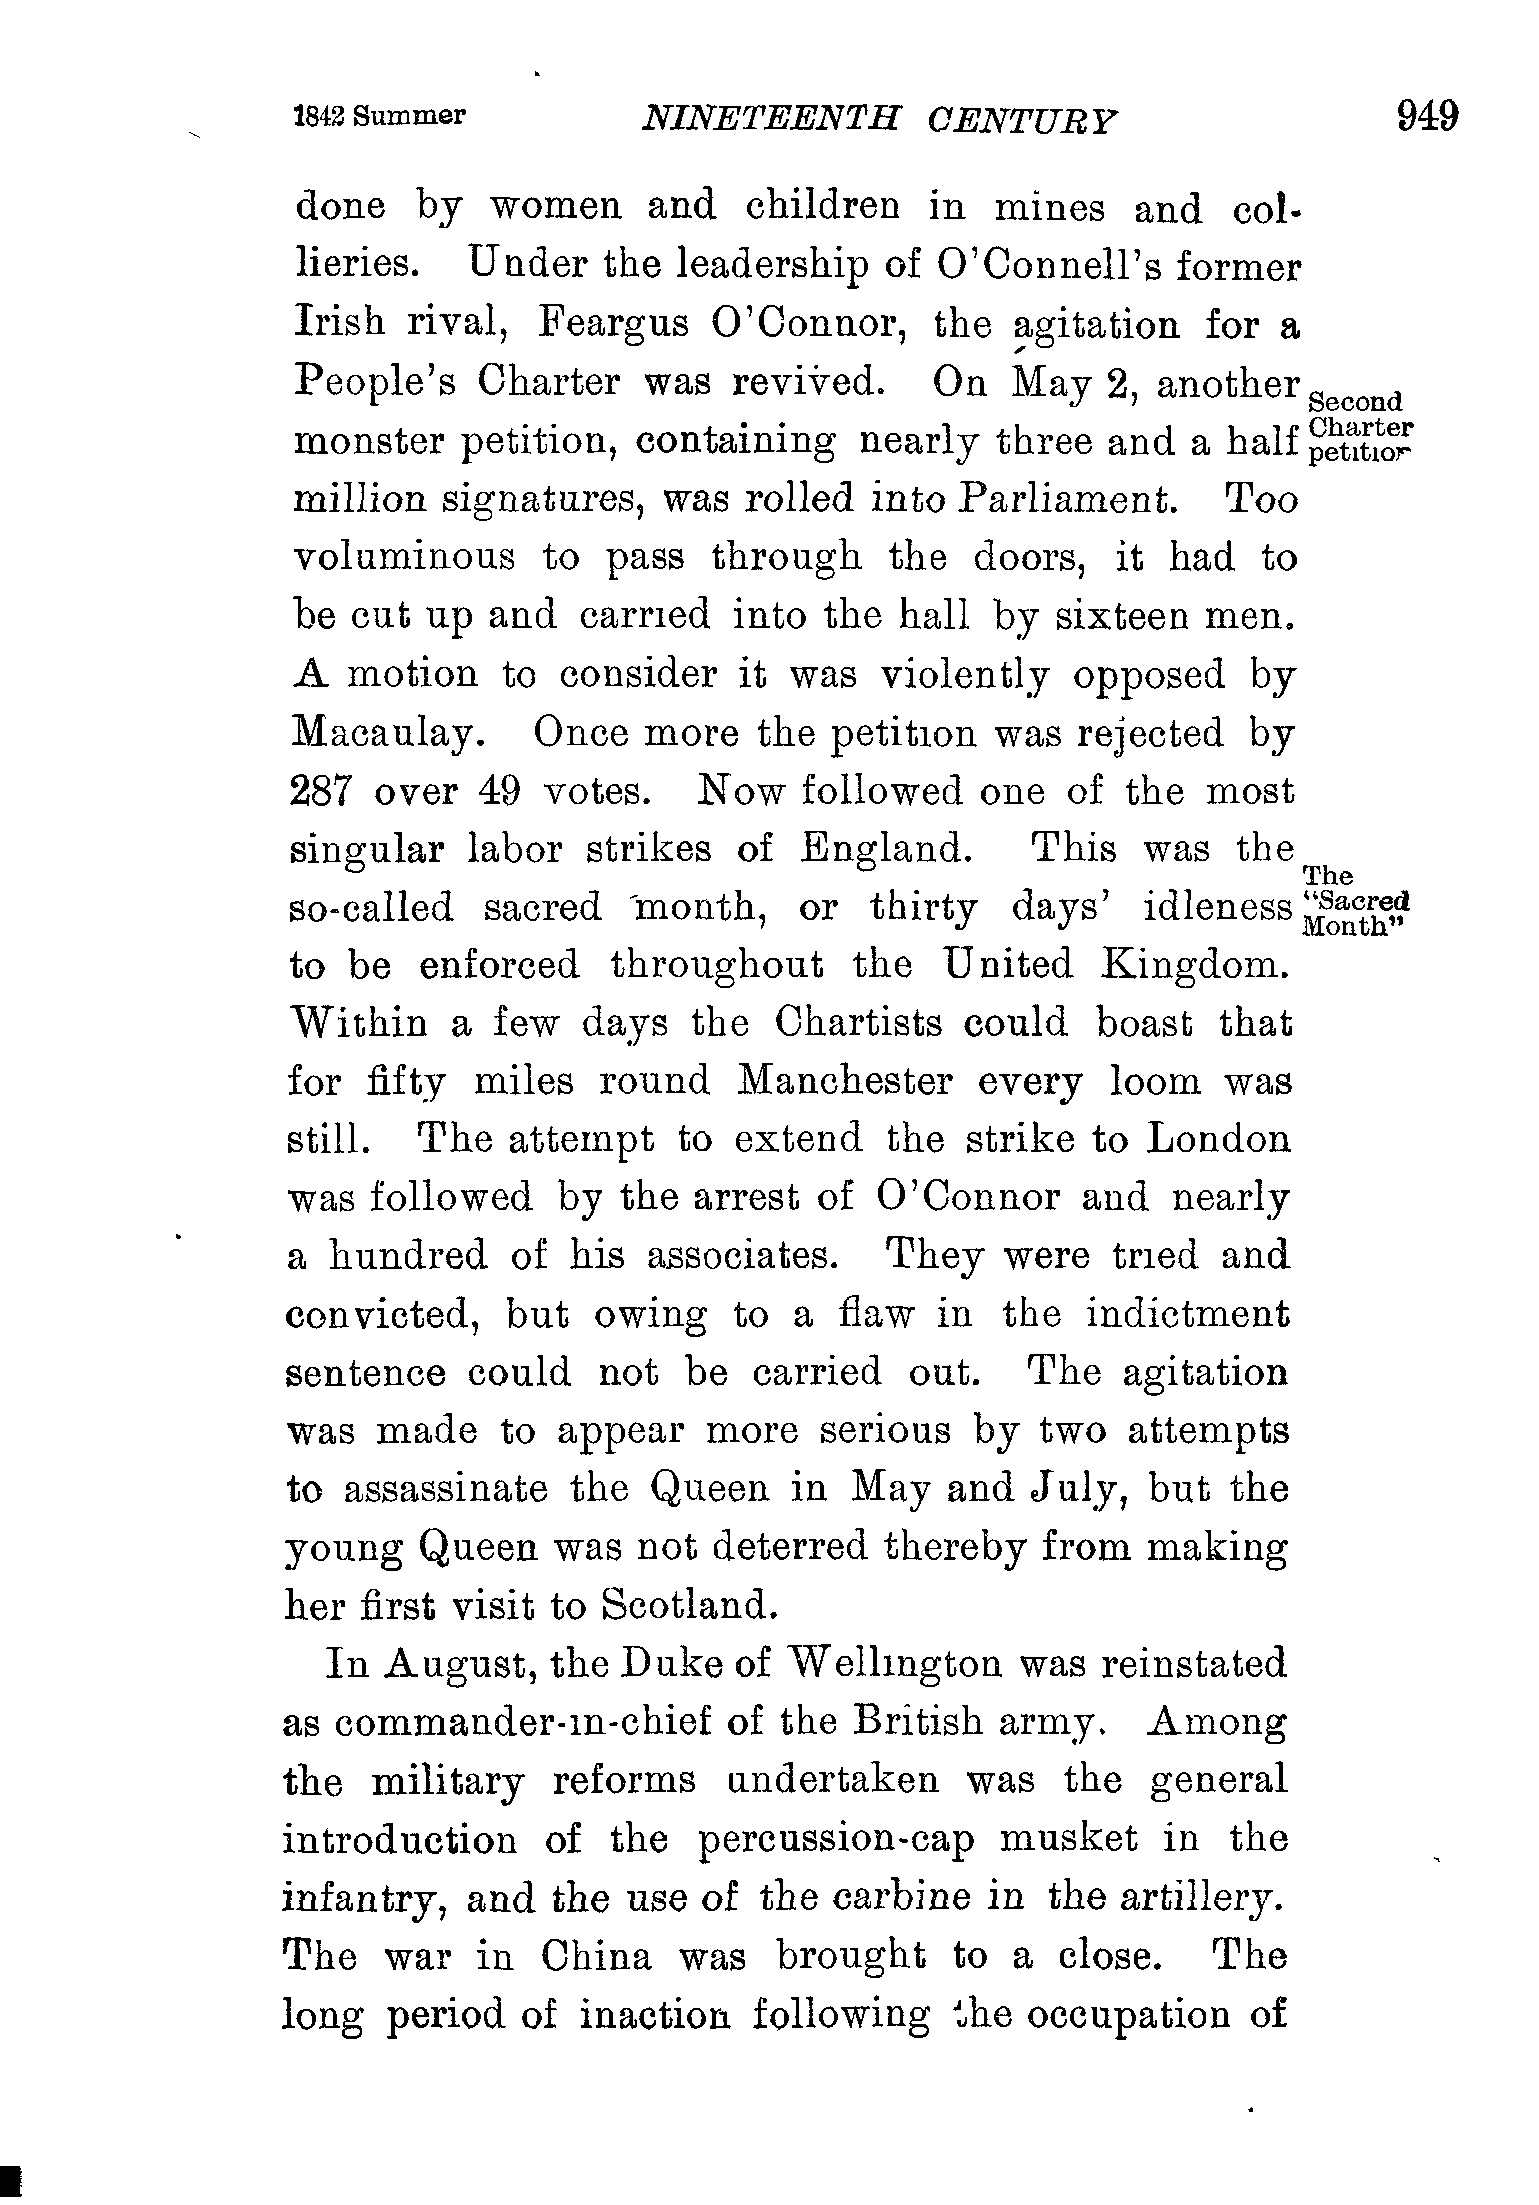 1842 Summer NINETEENTH CENTURY 949
done by women and children in mines and col-
lieries. Under the leadership of O'Connell's former
Irish rival, Feargus O'Connor, the agitation for a
People's Charter was revived. On May 2, another
monster petition, containing nearly three and a half
Second
Charter
petition
million signatures, was rolled into Parliament. Too
voluminous to pass through the doors, it had to
be cut up and carried into the hall by sixteen men.
A motion to consider it was violently opposed by
Macaulay. Once more the petition was rejected by
287 over 49 votes. Now followed one of the most
singular labor strikes of England. This was the
so-called sacred month, or thirty days' idleness
The
"Sacred
Month"
to be enforced throughout the United Kingdom.
Within a few days the Chartists could boast that
for fifty miles round Manchester every loom was
still. The attempt to extend the strike to London
was followed by the arrest of O'Connor and nearly
a hundred of his associates. They were tried and
convicted, but owing to a flaw in the indictment
sentence could not be carried out. The agitation
was made to appear more serious by two attempts
to assassinate the Queen in May and July, but the
young Queen was not deterred thereby from making
her first visit to Scotland.
In August, the Duke of Wellington was reinstated
as commander-in-chief of the British army. Among
the military reforms undertaken was the general
introduction of the percussion-cap musket in the
infantry, and the use of the carbine in the artillery.
The war in China was brought to a close. The
long period of inaction following the occupation of